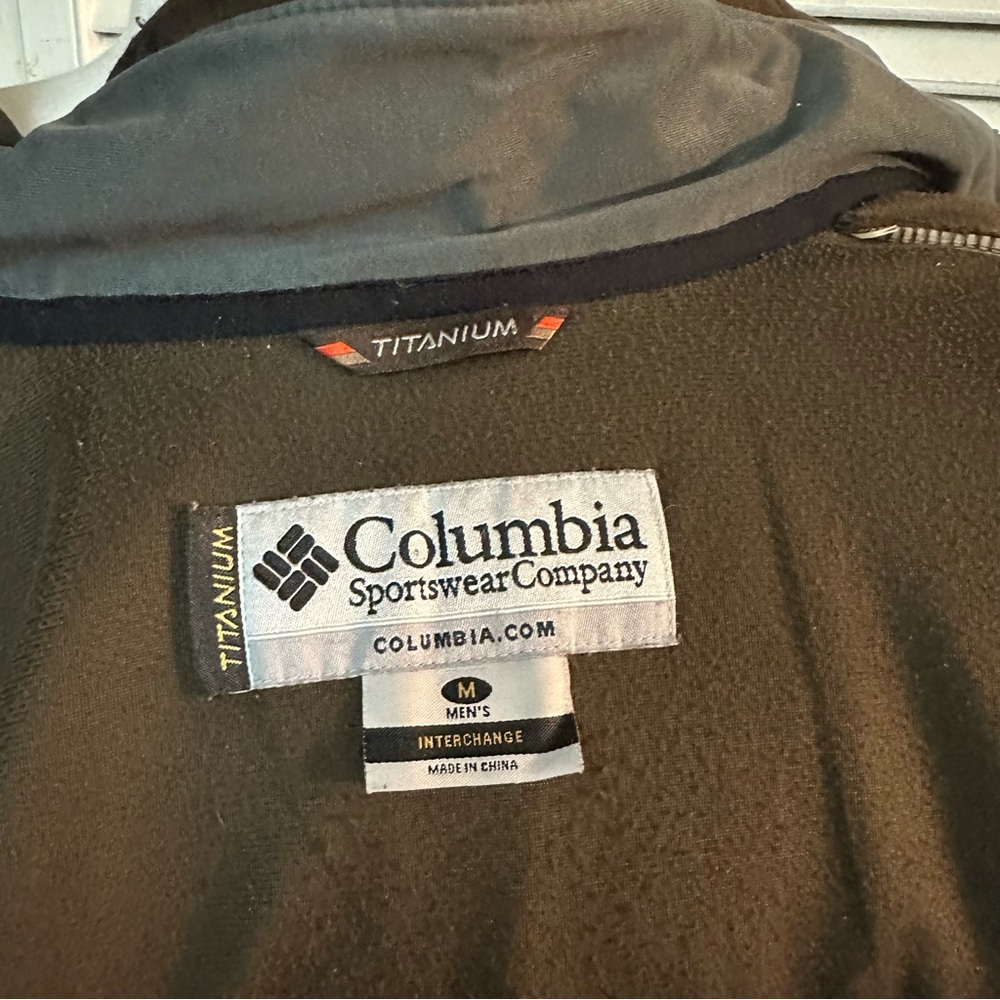 TITANIUM
TITANIUM
Columbia
Sportswear Company
COLUMBIA.COM
M
MEN'S
INTERCHANGE
MADE IN CHINA